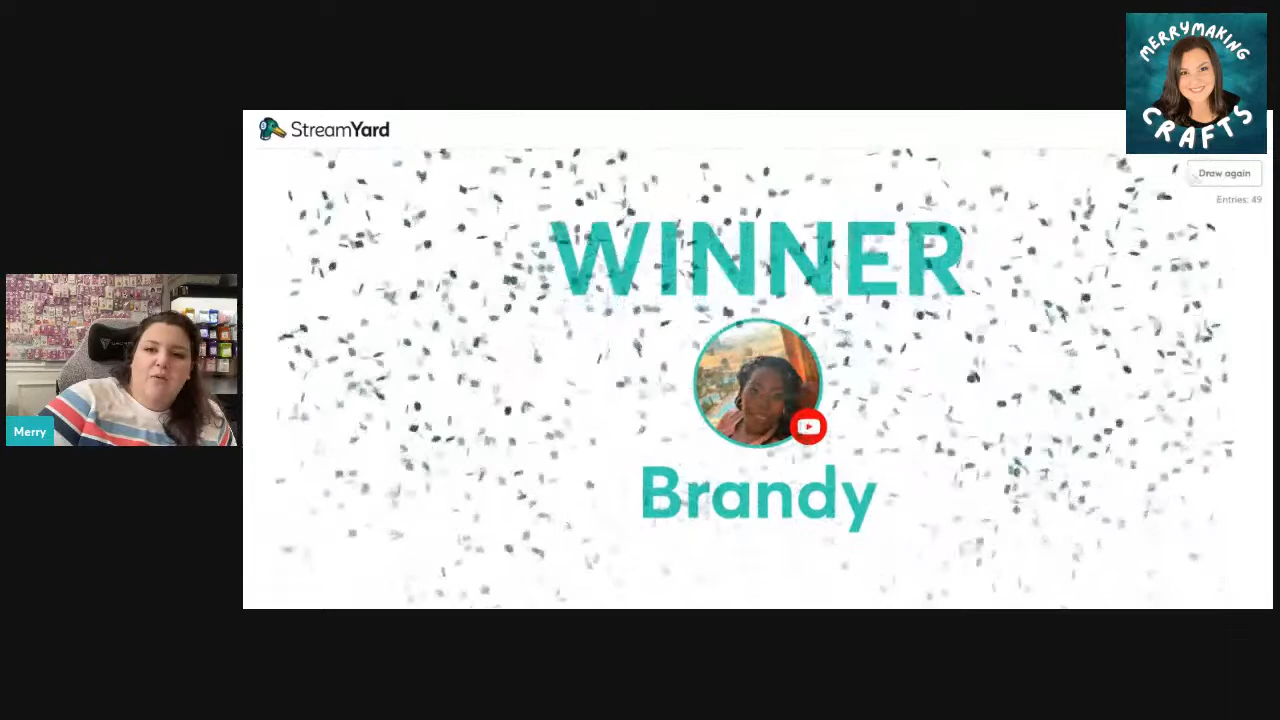 MERRYMAKING
CRAFTS
StreamYard
Draw again
Entries: 49
WINNER
Brandy
Merry